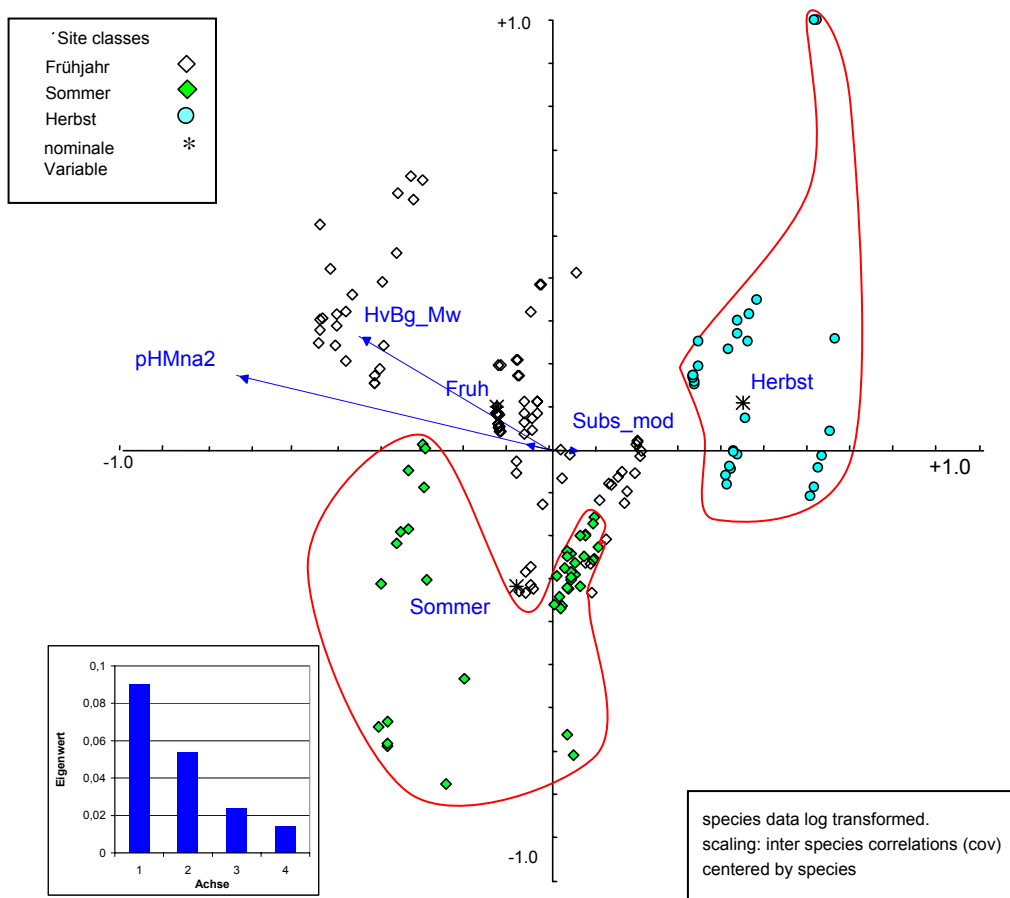 ´Site classes
Frühjahr
Sommer
Herbst
nominale
Variable
*
+1.0
HvBg_Mw
pHMna2
Fruh
Subs_mod
Herbst
-1.0
+1.0
Sommer
-1.0
0,1
0,08
0,06
0,04
0,02
0
Eigenwert
1 2 3 4
Achse
species data log transformed.
scaling: inter species correlations (cov)
centered by species